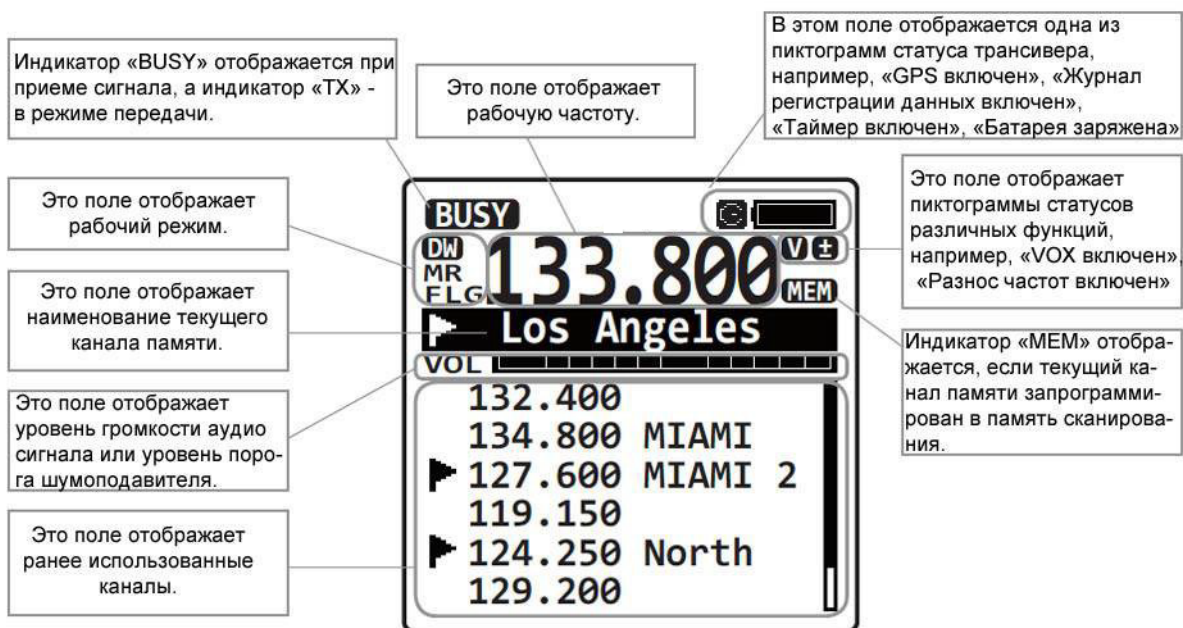 Индикатор «BUSY» отображается при
приеме сигнала, а индикатор «TX» -
в режиме передачи.
Это поле отображает
рабочую частоту.
В этом поле отображается одна из
пиктограмм статуса трансивера,
например, «GPS включен», «Журнал
регистрации данных включен»,
«Таймер включен», «Батарея заряжена»
Это поле отображает
рабочий режим.
Это поле отображает
наименование текущего
канала памяти.
Это поле отображает
уровень громкости аудио
сигнала или уровень поро-
га шумоподавителя.
Это поле отображает
ранее использованные
каналы.
BUSY
DW
MR
FLG
133.800
V ±
MEM
Los Angeles
VOL
132.400
134.800 MIAMI
127.600 MIAMI 2
119.150
124.250 North
129.200
Это поле отображает
пиктограммы статусов
различных функций,
например, «VOX включен»,
«Разнос частот включен»
Индикатор «MEM» отобра-
жается, если текущий ка-
нал памяти запрограмми-
рован в память сканирова-
ния.